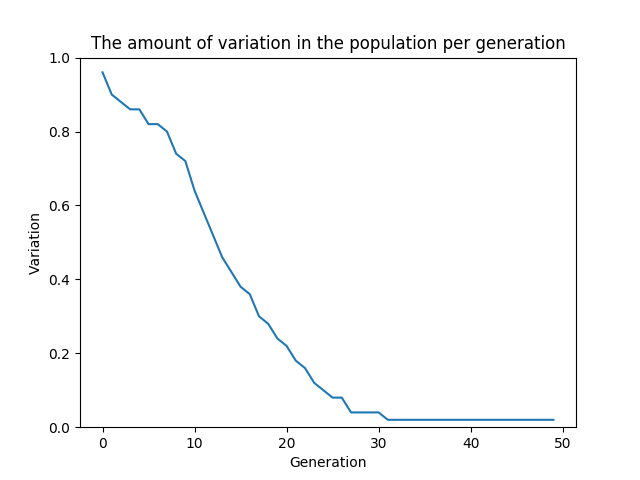 The amount of variation in the population per generation
1.0
0.8
0.6
0.4
0.2
0.0
Variation
0 10 20 30 40 50
Generation